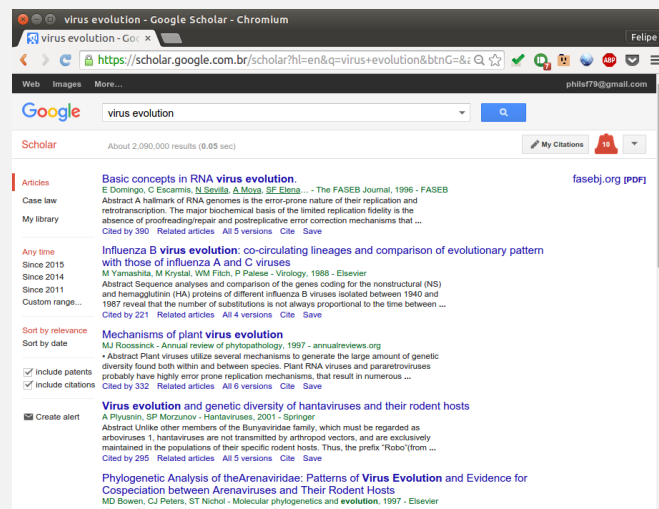 virus evolution - Google Scholar - Chromium
virus evolution - Goo ×
Felipe
https://scholar.google.com.br/scholar?hl=en&q=virus+evolution&btnG=&
7
ABP
Web Images More...
philsf79@gmail.com
Google
virus evolution
Scholar
About 2,090,000 results (0.05 sec)
My Citations
10
Articles
Case law
My library
Any time
Since 2015
Since 2014
Since 2011
Custom range...
Sort by relevance
Sort by date
include patents
include citations
Create alert
Basic concepts in RNA virus evolution.
fasebj.org [PDF]
E Domingo, C Escarmis, N Sevilla, A Moya, SF Elena... - The FASEB Journal, 1996 - FASEB
Abstract A hallmark of RNA genomes is the error-prone nature of their replication and
retrotranscription. The major biochemical basis of the limited replication fidelity is the
absence of proofreading/repair and postreplicative error correction mechanisms that ...
Cited by 390 Related articles All 5 versions Cite Save
Influenza B virus evolution: co-circulating lineages and comparison of evolutionary pattern
with those of influenza A and C viruses
M Yamashita, M Krystal, WM Fitch, P Palese - Virology, 1988 - Elsevier
Abstract Sequence analyses and comparison of the genes coding for the nonstructural (NS)
and hemagglutinin (HA) proteins of different influenza B viruses isolated between 1940 and
1987 reveal that the number of substitutions is not always proportional to the time between ...
Cited by 221 Related articles All 4 versions Cite Save
Mechanisms of plant virus evolution
MJ Roossinck - Annual review of phytopathology, 1997 - annualreviews.org
• Abstract Plant viruses utilize several mechanisms to generate the large amount of genetic
diversity found both within and between species. Plant RNA viruses and pararetroviruses
probably have highly error prone replication mechanisms, that result in numerous ...
Cited by 332 Related articles All 6 versions Cite Save
Virus evolution and genetic diversity of hantaviruses and their rodent hosts
A Plyusnin, SP Morzunov - Hantaviruses, 2001 - Springer
Abstract Unlike other members of the Bunyaviridae family, which must be regarded as
arboviruses 1, hantaviruses are not transmitted by arthropod vectors, and are exclusively
maintained in the populations of their specific rodent hosts. Thus, the prefix "Robo"(from ...
Cited by 295 Related articles All 5 versions Cite Save
Phylogenetic Analysis of theArenaviridae: Patterns of Virus Evolution and Evidence for
Cospeciation between Arenaviruses and Their Rodent Hosts
MD Bowen, CJ Peters, ST Nichol - Molecular phylogenetics and evolution, 1997 - Elsevier